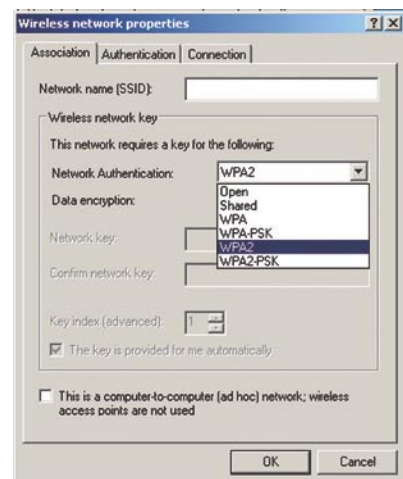 Wireless network properties
Association Authentication Connection
Network name (SSID):
Wireless network key
This network requires a key for the following:
Network Authentication: WPA2
Data encryption:
Open
Shared
WPA
WPA-PSK
WPA2
WPA2-PSK
Network key:
Confirm network key:
Key index (advanced): 1
The key is provided for me automatically
This is a computer-to-computer (ad hoc) network; wireless
access points are not used
OK Cancel